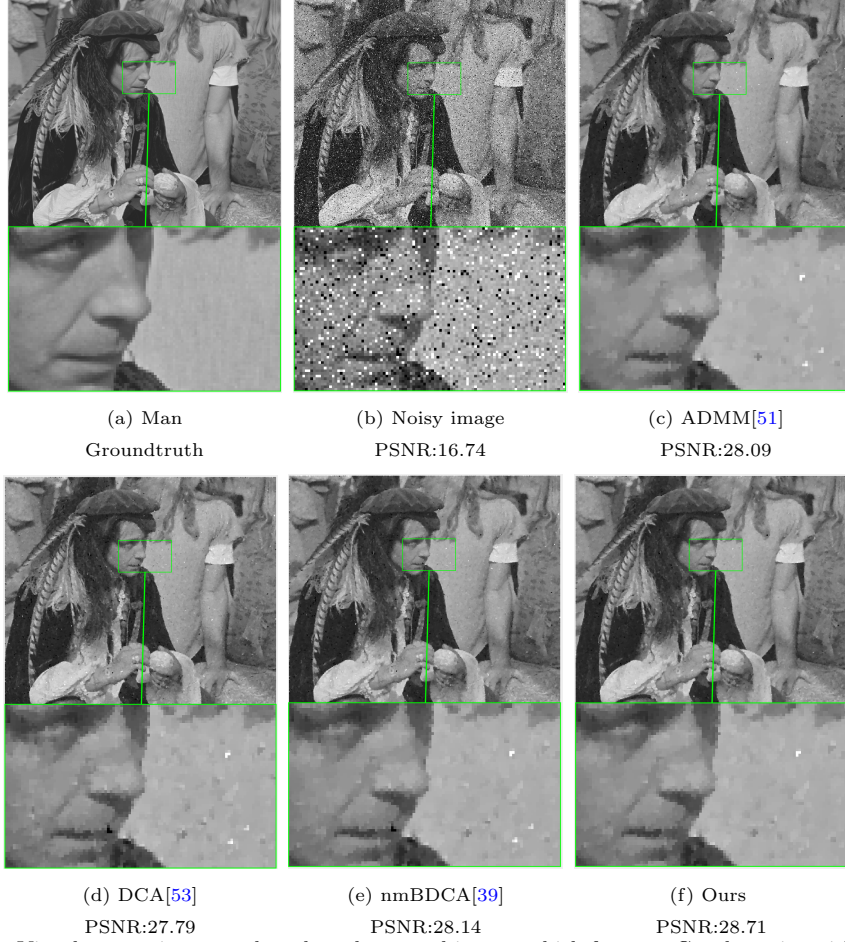 (a) Man
Groundtruth
(b) Noisy image
PSNR:16.74
(c) ADMM[51]
PSNR:28.09
(d) DCA[53]
PSNR:27.79
(e) nmBDCA[39]
PSNR:28.14
(f) Ours
PSNR:28.71